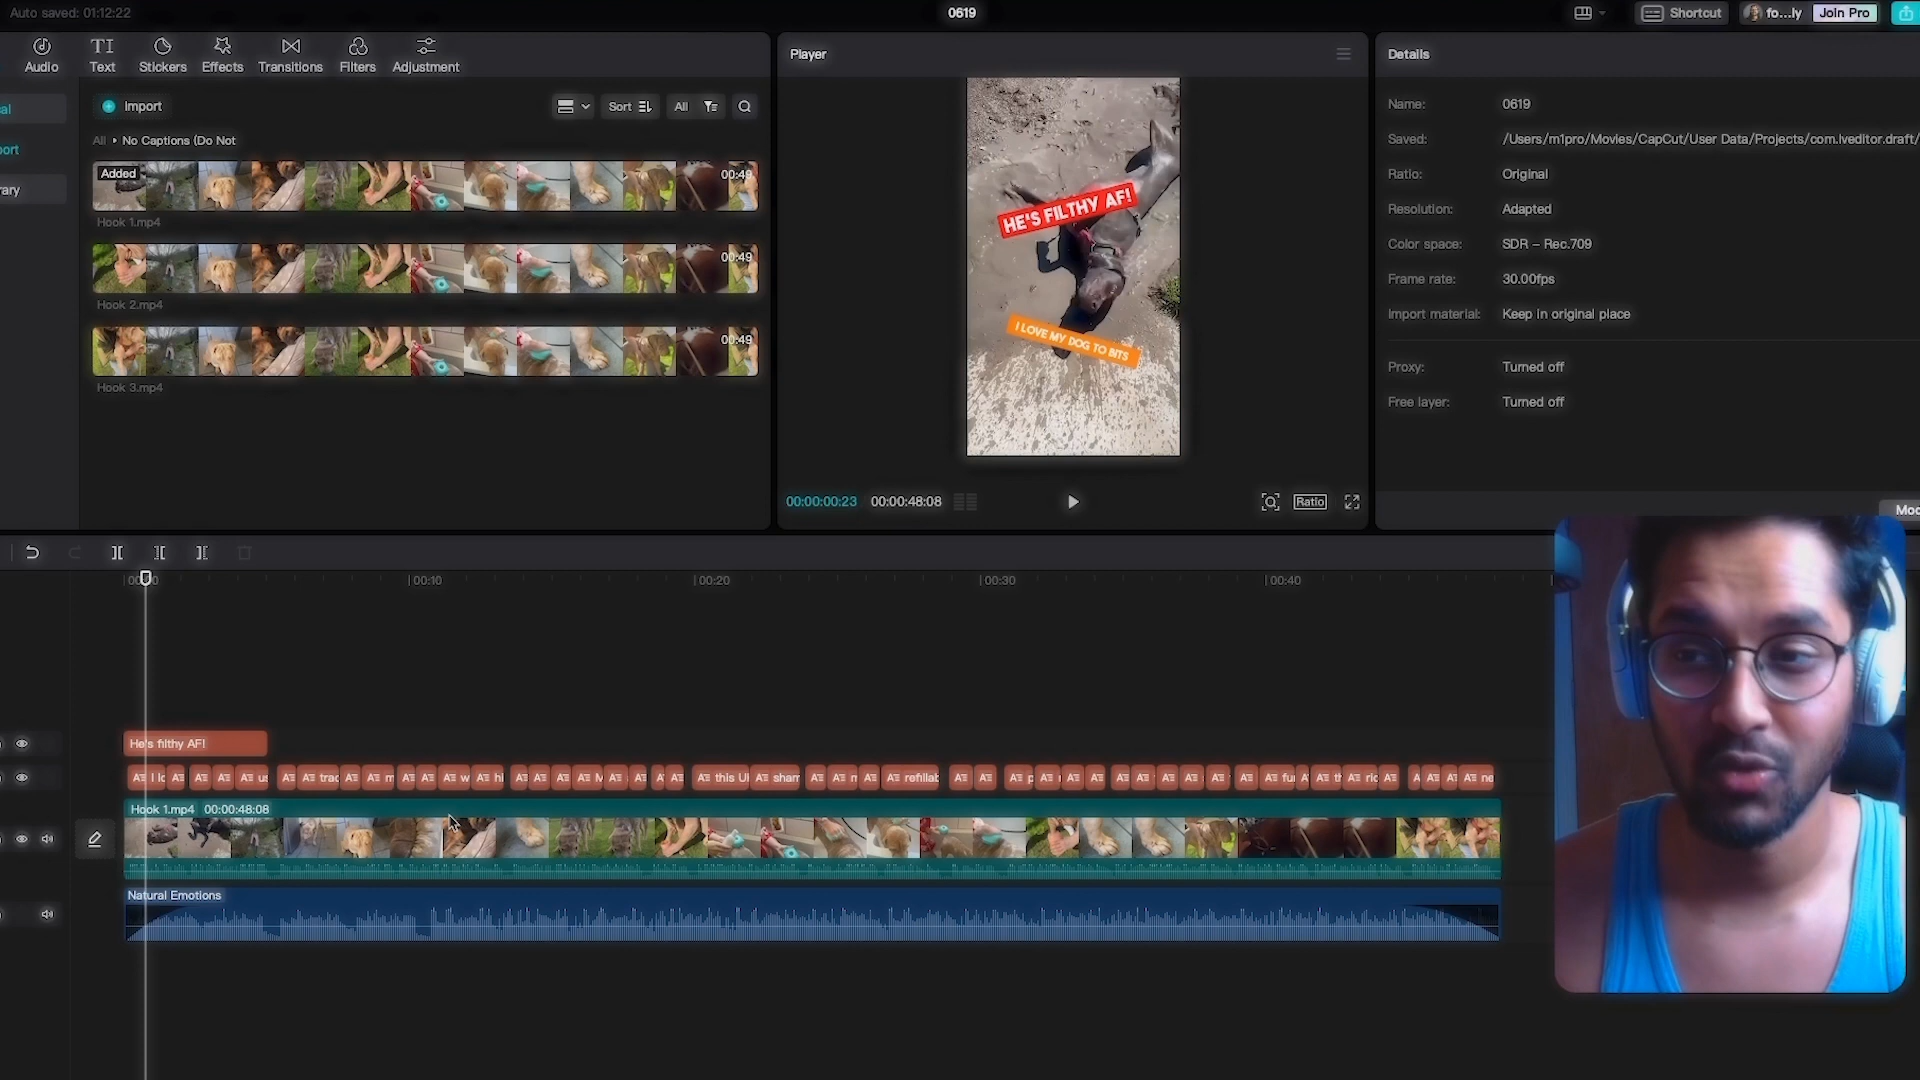 Auto saved: 01:12:22
0619
Shortcut
fo...ly
Join Pro
Audio
Text
Stickers
Effects
Transitions
Filters
Adjustment
Player
Details
Import
Sort
All
All
No Captions (Do Not
Added
00:49
Hook 1.mp4
00:49
Hook 2.mp4
00:49
Hook 3.mp4
HE'S FILTHY AF!
I LOVE MY DOG TO BITS
00:00:00:23
00:00:48:08
Ratio
Name: 0619
Saved: /Users/m1pro/Movies/CapCut/User Data/Projects/com.lveditor.draft/
Ratio: Original
Resolution: Adapted
Color space: SDR – Rec.709
Frame rate: 30.00fps
Import material: Keep in original place
Proxy: Turned off
Free layer: Turned off
00:10
00:20
00:30
00:40
He's filthy AF!
this
sham
refillab
Hook 1.mp4 00:00:48:08
Natural Emotions